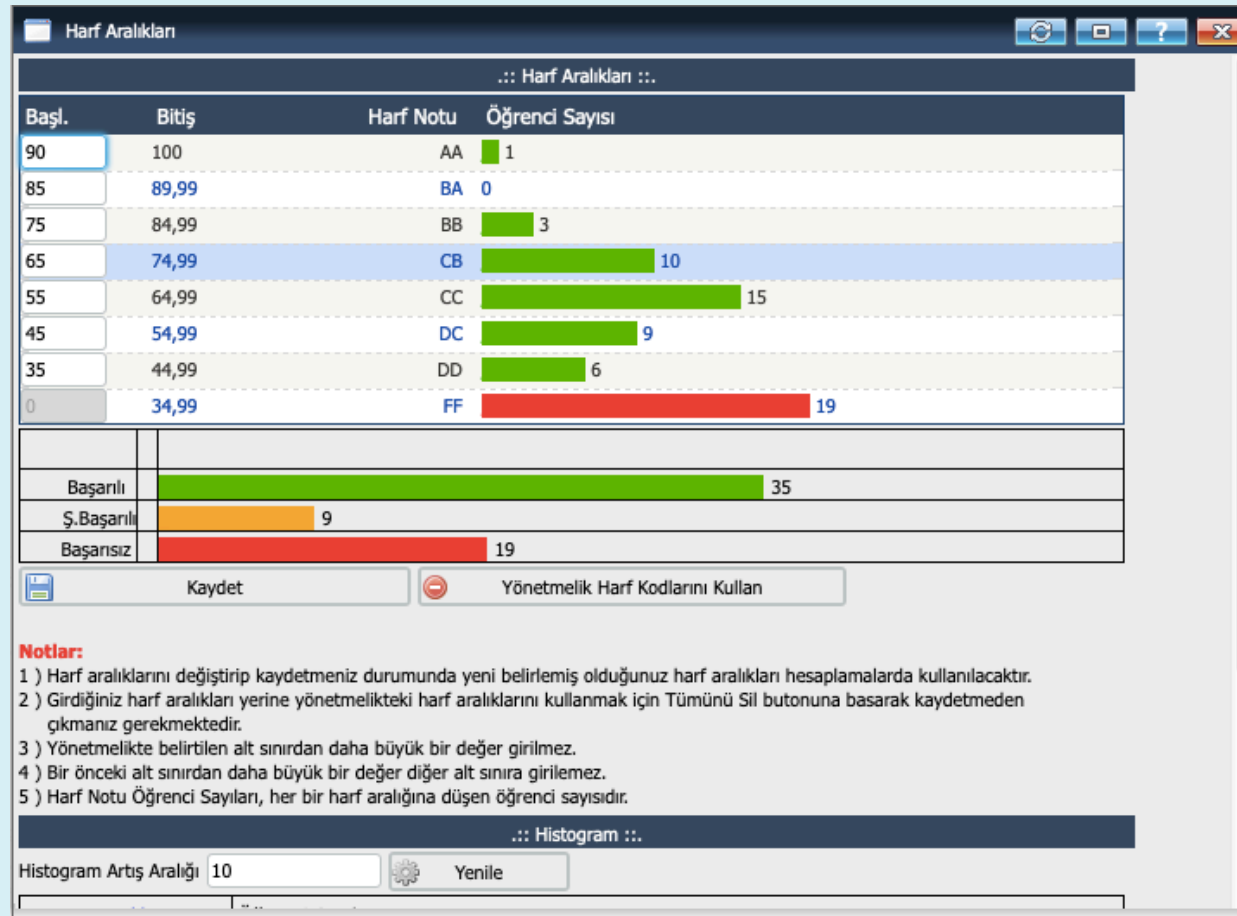 Harf Aralıkları
.:: Harf Aralıkları ::.
Başl. Bitiş Harf Notu Öğrenci Sayısı
90 100 AA 1
85 89,99 BA 0
75 84,99 BB 3
65 74,99 CB 10
55 64,99 CC 15
45 54,99 DC 9
35 44,99 DD 6
0 34,99 FF 19
Başarılı 35
Ş.Başarılı 9
Başarısız 19
Kaydet Yönetmelik Harf Kodlarını Kullan
Notlar:
1 ) Harf aralıklarını değiştirip kaydetmeniz durumunda yeni belirlemiş olduğunuz harf aralıkları hesaplamalarda kullanılacaktır.
2 ) Girdiğiniz harf aralıkları yerine yönetmelikteki harf aralıklarını kullanmak için Tümünü Sil butonuna basarak kaydetmeden
çıkmanız gerekmektedir.
3 ) Yönetmelikte belirtilen alt sınırdan daha büyük bir değer girilmez.
4 ) Bir önceki alt sınırdan daha büyük bir değer diğer alt sınıra girilemez.
5 ) Harf Notu Öğrenci Sayıları, her bir harf aralığına düşen öğrenci sayısıdır.
.:: Histogram ::.
Histogram Artış Aralığı 10 Yenile